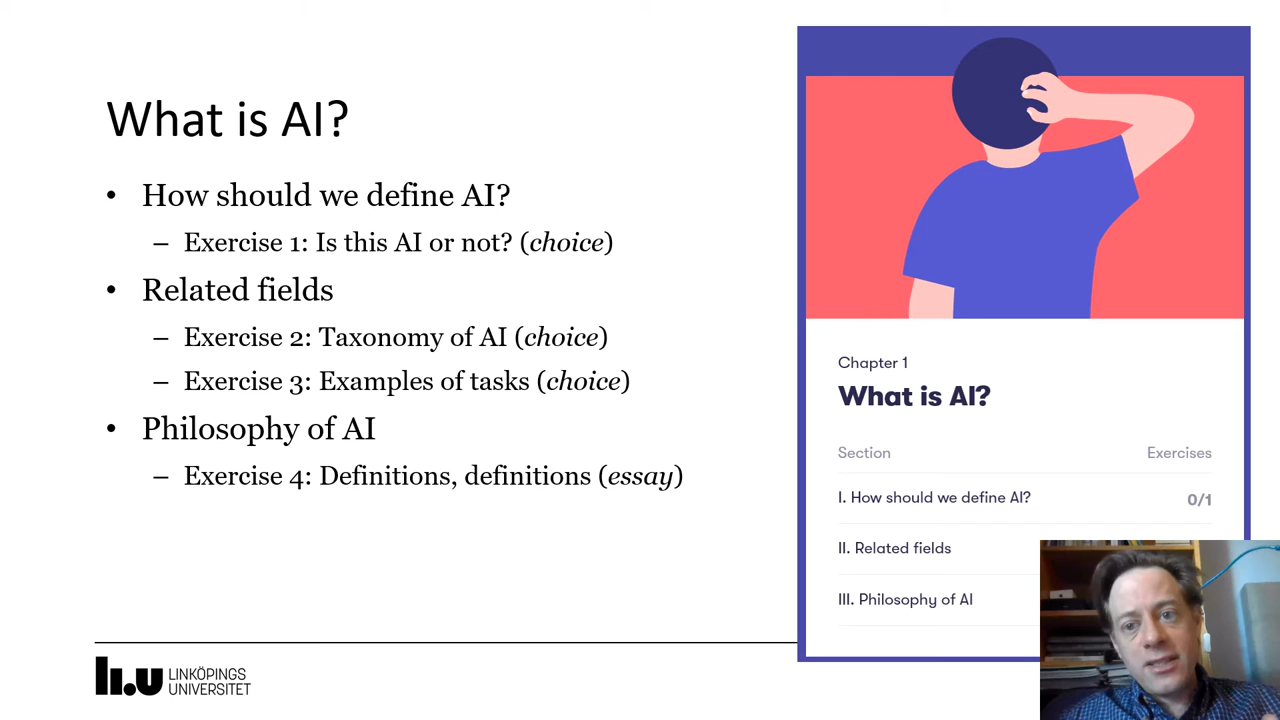 What is AI?
• How should we define AI?
– Exercise 1: Is this AI or not? (choice)
• Related fields
– Exercise 2: Taxonomy of AI (choice)
– Exercise 3: Examples of tasks (choice)
• Philosophy of AI
– Exercise 4: Definitions, definitions (essay)
Chapter 1
What is AI?
Section Exercises
I. How should we define AI? 0/1
II. Related fields
III. Philosophy of AI
li.u LINKÖPINGS
UNIVERSITET